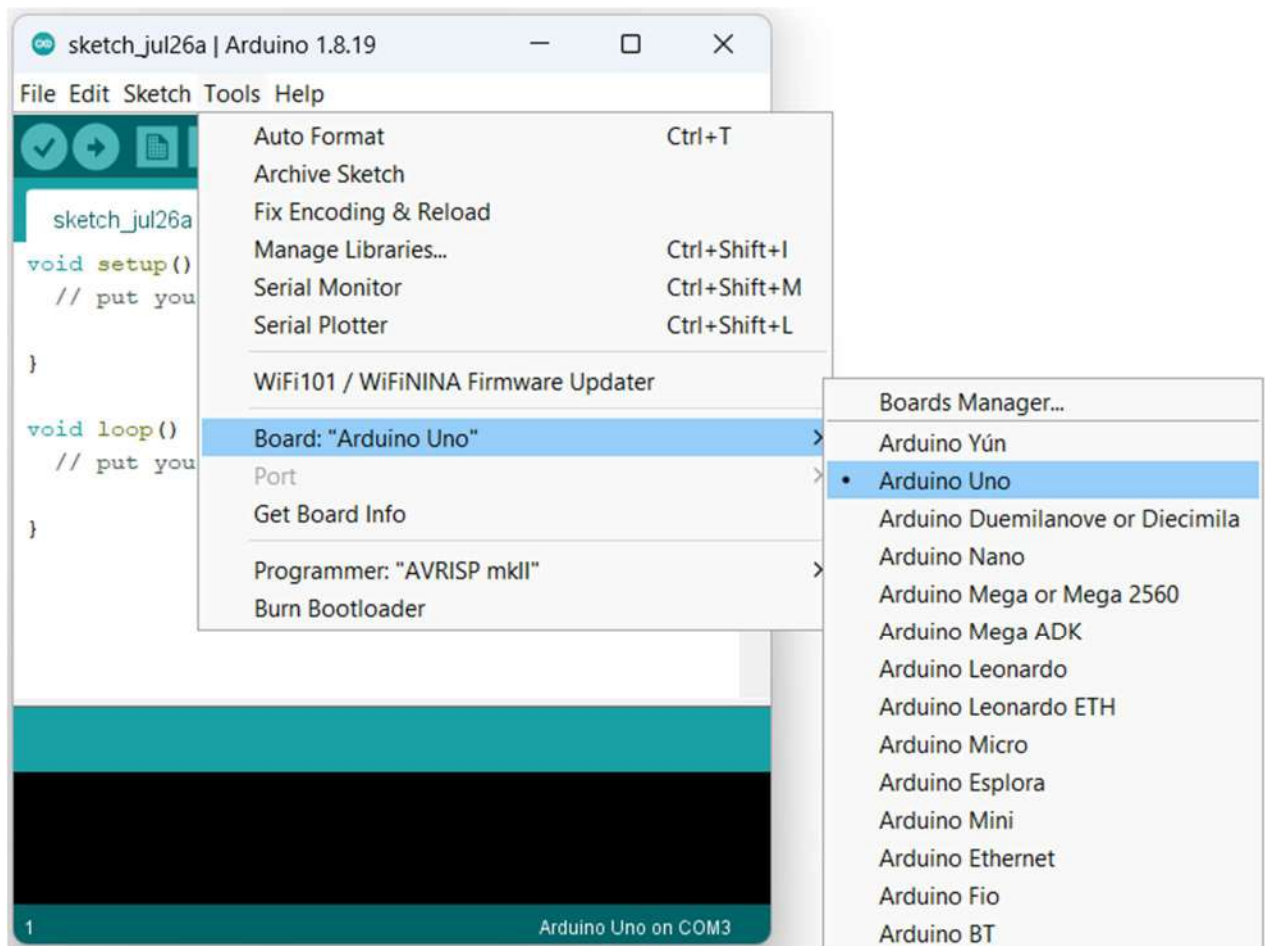 sketch_jul26a | Arduino 1.8.19
File Edit Sketch Tools Help
sketch_jul26a
void setup()
// put you
}
void loop()
// put you
}
Auto Format Ctrl+T
Archive Sketch
Fix Encoding & Reload
Manage Libraries... Ctrl+Shift+I
Serial Monitor Ctrl+Shift+M
Serial Plotter Ctrl+Shift+L
WiFi101 / WiFiNINA Firmware Updater
Board: "Arduino Uno"
Port
Get Board Info
Programmer: "AVRISP mkII"
Burn Bootloader
Boards Manager...
Arduino Yún
Arduino Uno
Arduino Duemilanove or Diecimila
Arduino Nano
Arduino Mega or Mega 2560
Arduino Mega ADK
Arduino Leonardo
Arduino Leonardo ETH
Arduino Micro
Arduino Esplora
Arduino Mini
Arduino Ethernet
Arduino Fio
Arduino BT
1 Arduino Uno on COM3